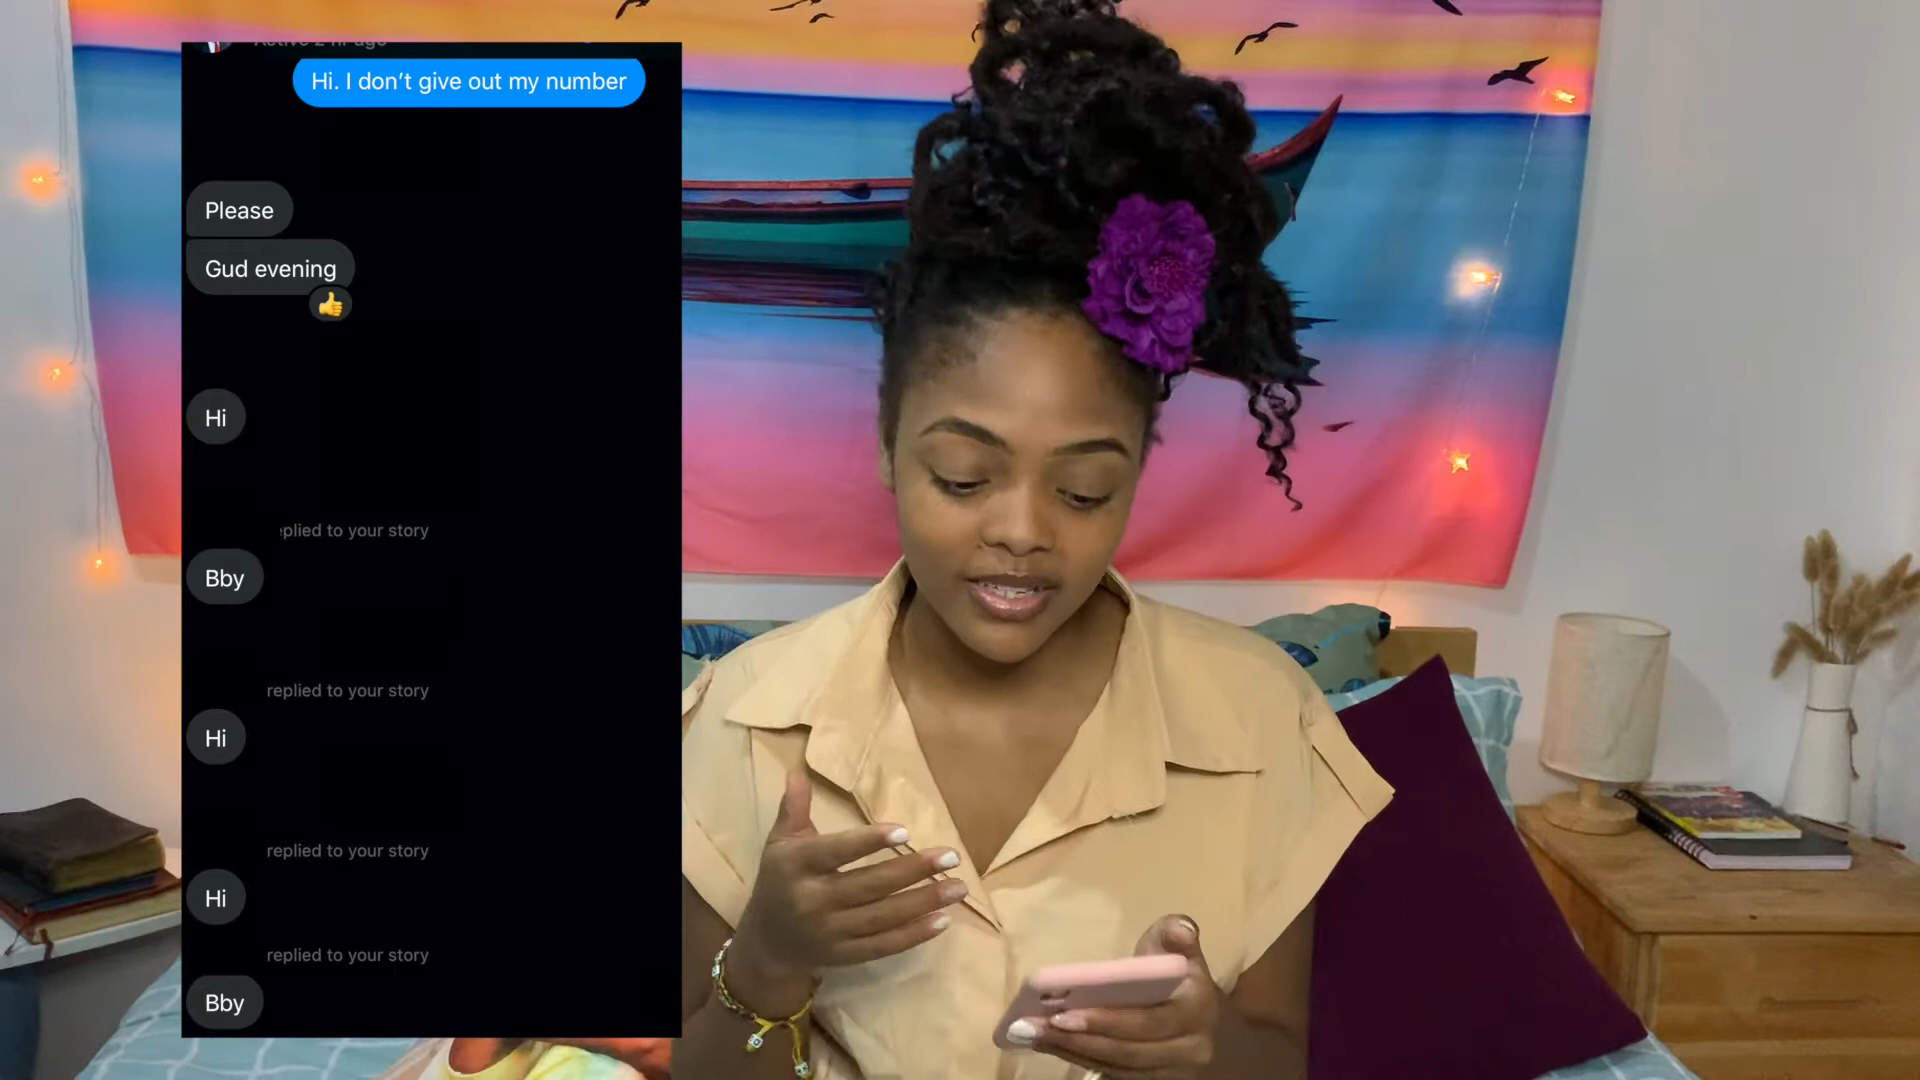 Hi. I don't give out my number
Please
Gud evening
Hi
replied to your story
Bby
replied to your story
Hi
replied to your story
Hi
replied to your story
Bby